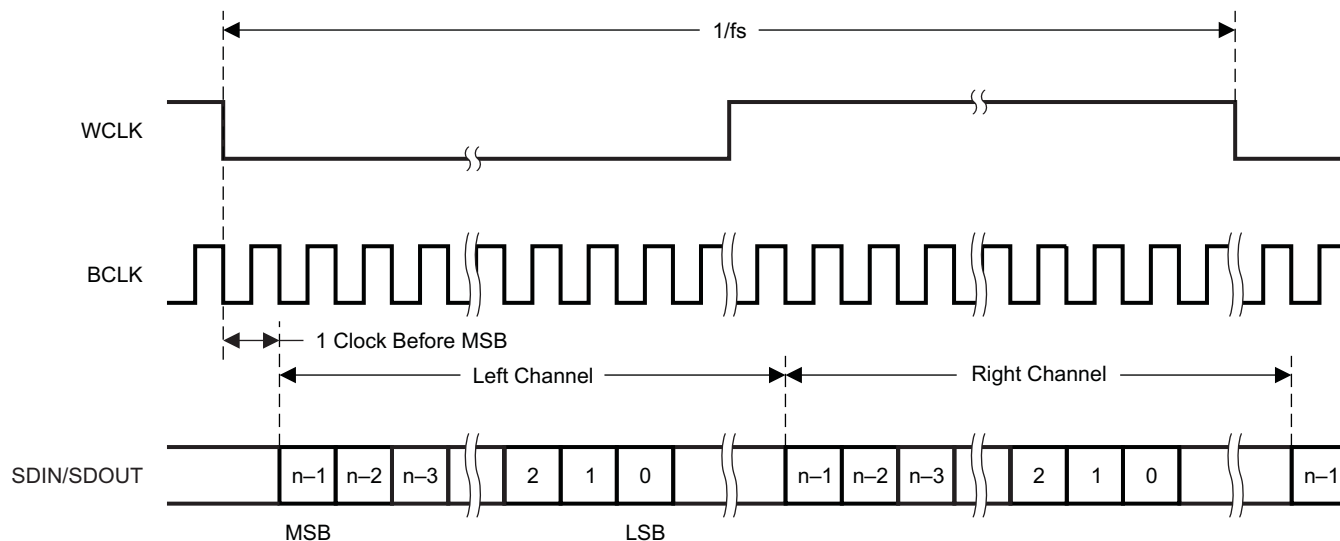 1/fs
WCLK
BCLK
1 Clock Before MSB
Left Channel
Right Channel
SDIN/SDOUT
n–1 n–2 n–3 2 1 0 n–1 n–2 n–3 2 1 0 n–1
MSB LSB